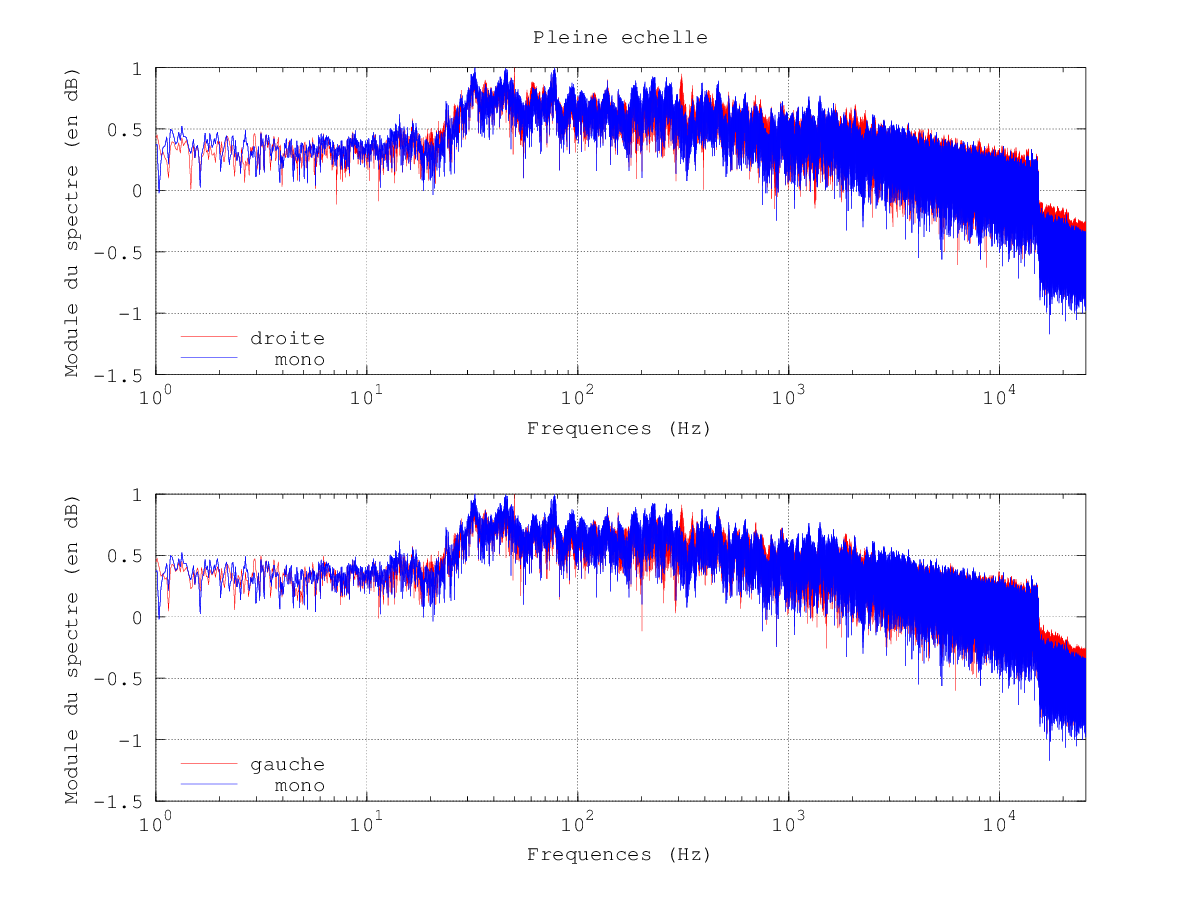 Pleine echelle
Module du spectre (en dB)
1
0.5
0
-0.5
-1
-1.5
droite
mono
10^0 10^1 10^2 10^3 10^4
Frequences (Hz)
Module du spectre (en dB)
1
0.5
0
-0.5
-1
-1.5
gauche
mono
10^0 10^1 10^2 10^3 10^4
Frequences (Hz)